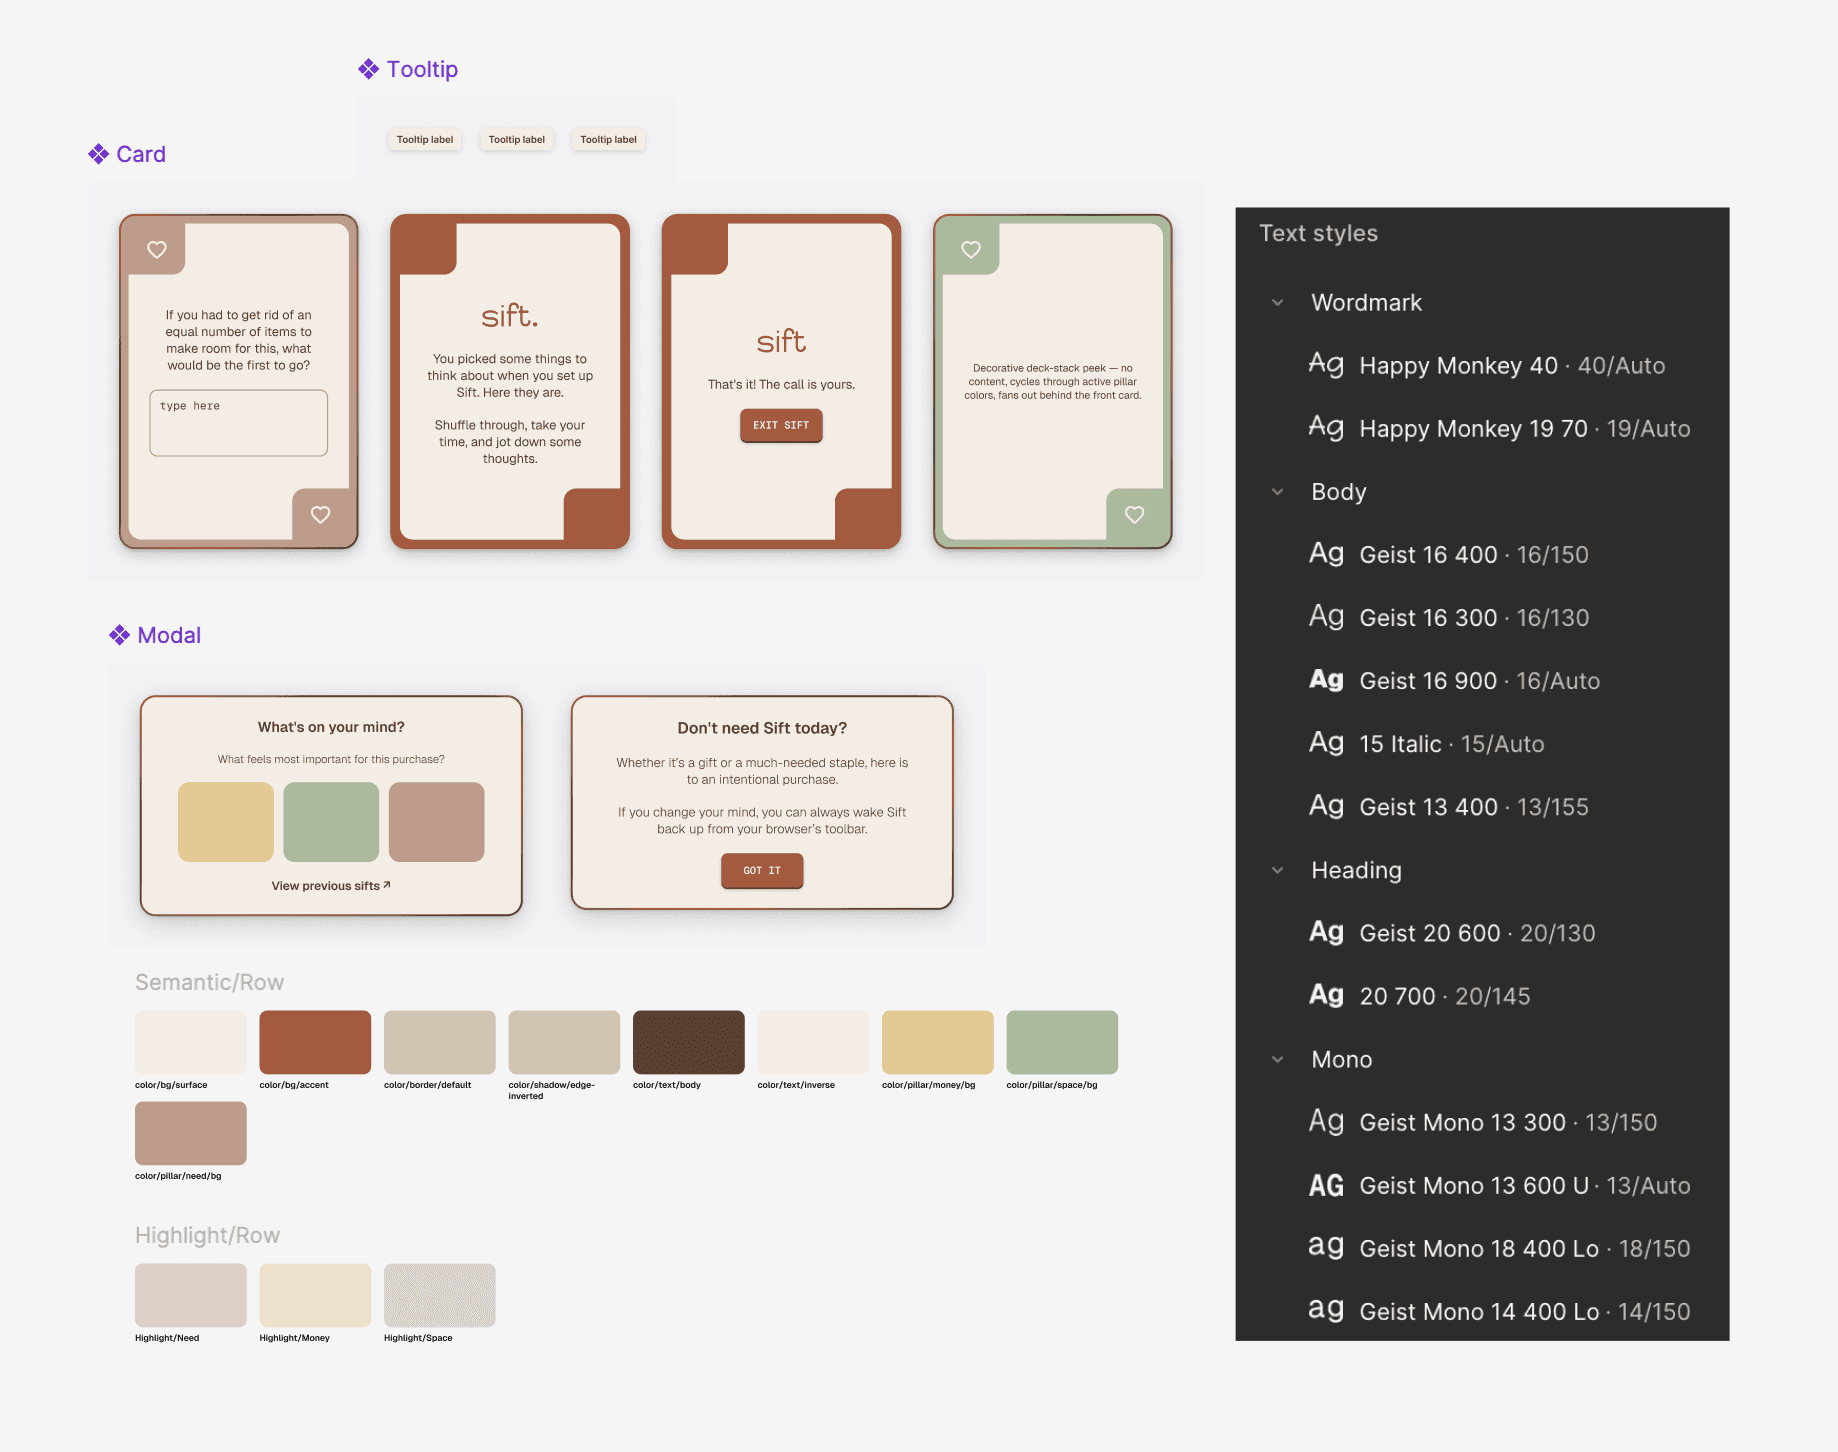 Tooltip
Tooltip label
Tooltip label
Tooltip label
Card
If you had to get rid of an
equal number of items to
make room for this, what
would be the first to go?
type here
sift.
You picked some things to
think about when you set up
Sift. Here they are.
Shuffle through, take your
time, and jot down some
thoughts.
sift
That's it! The call is yours.
EXIT SIFT
Decorative deck-stack peek — no
content, cycles through active pillar
colors, fans out behind the front card.
Modal
What's on your mind?
What feels most important for this purchase?
View previous sifts ↗
Don't need Sift today?
Whether it's a gift or a much-needed staple, here is
to an intentional purchase.
If you change your mind, you can always wake Sift
back up from your browser's toolbar.
GOT IT
Semantic/Row
color/bg/surface
color/bg/accent
color/border/default
color/shadow/edge-
inverted
color/text/body
color/text/inverse
color/pillar/money/bg
color/pillar/space/bg
color/pillar/need/bg
Highlight/Row
Highlight/Need
Highlight/Money
Highlight/Space
Text styles
Wordmark
Ag Happy Monkey 40 · 40/Auto
Ag Happy Monkey 19 70 · 19/Auto
Body
Ag Geist 16 400 · 16/150
Ag Geist 16 300 · 16/130
Ag Geist 16 900 · 16/Auto
Ag 15 Italic · 15/Auto
Ag Geist 13 400 · 13/155
Heading
Ag Geist 20 600 · 20/130
Ag 20 700 · 20/145
Mono
Ag Geist Mono 13 300 · 13/150
AG Geist Mono 13 600 U · 13/Auto
ag Geist Mono 18 400 Lo · 18/150
ag Geist Mono 14 400 Lo · 14/150